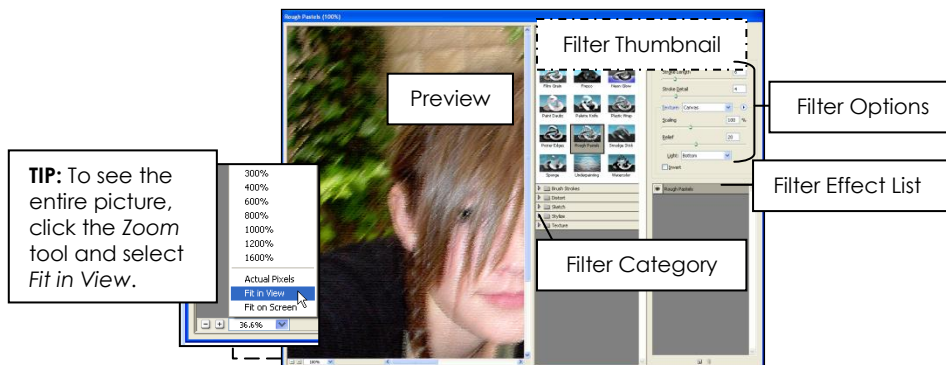 Rough Pastels (100%)
Filter Thumbnail
Preview
Film Grain Fresco Neon Glow
Paint Daubs Palette Knife Plastic Wrap
Poster Edges Rough Pastels Smudge Stick
Sponge Underpainting Watercolor
Stroke Length
Stroke Detail 4
Texture: Canvas
Scaling 100 %
Relief 20
Light: Bottom
Invert
Filter Options
Rough Pastels
Filter Effect List
Brush Strokes
Distort
Sketch
Stylize
Texture
Filter Category
TIP: To see the
entire picture,
click the Zoom
tool and select
Fit in View.
300%
400%
600%
800%
1000%
1200%
1600%
Actual Pixels
Fit in View
Fit on Screen
36.6%
100%